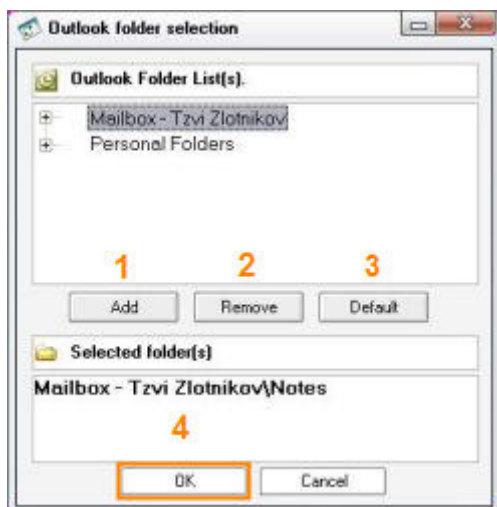 Outlook folder selection
Outlook Folder List(s).
Mailbox - Tzvi Zlotnikov
Personal Folders
1 2 3
Add Remove Default
Selected folder(s)
Mailbox - Tzvi Zlotnikov\Notes
4
OK Cancel